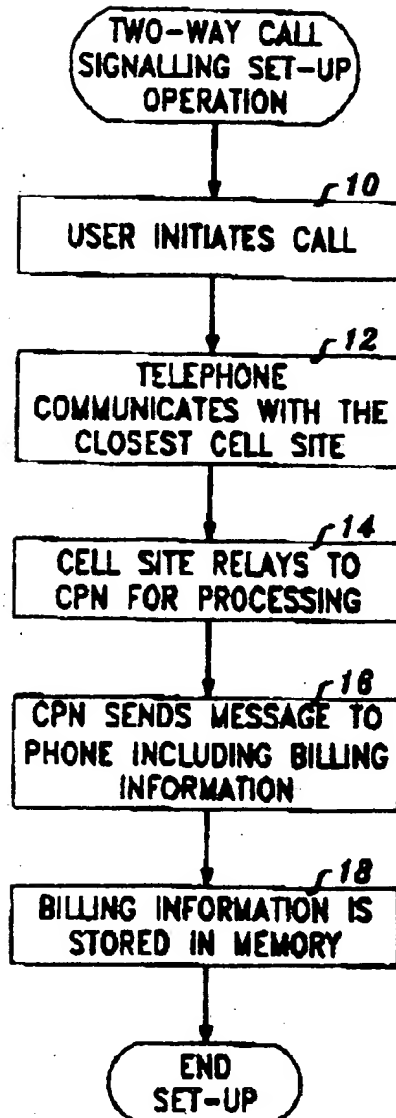 TWO-WAY CALL
SIGNALLING SET-UP
OPERATION
10
USER INITIATES CALL
12
TELEPHONE
COMMUNICATES WITH THE
CLOSEST CELL SITE
14
CELL SITE RELAYS TO
CPN FOR PROCESSING
16
CPN SENDS MESSAGE TO
PHONE INCLUDING BILLING
INFORMATION
18
BILLING INFORMATION IS
STORED IN MEMORY
END
SET-UP